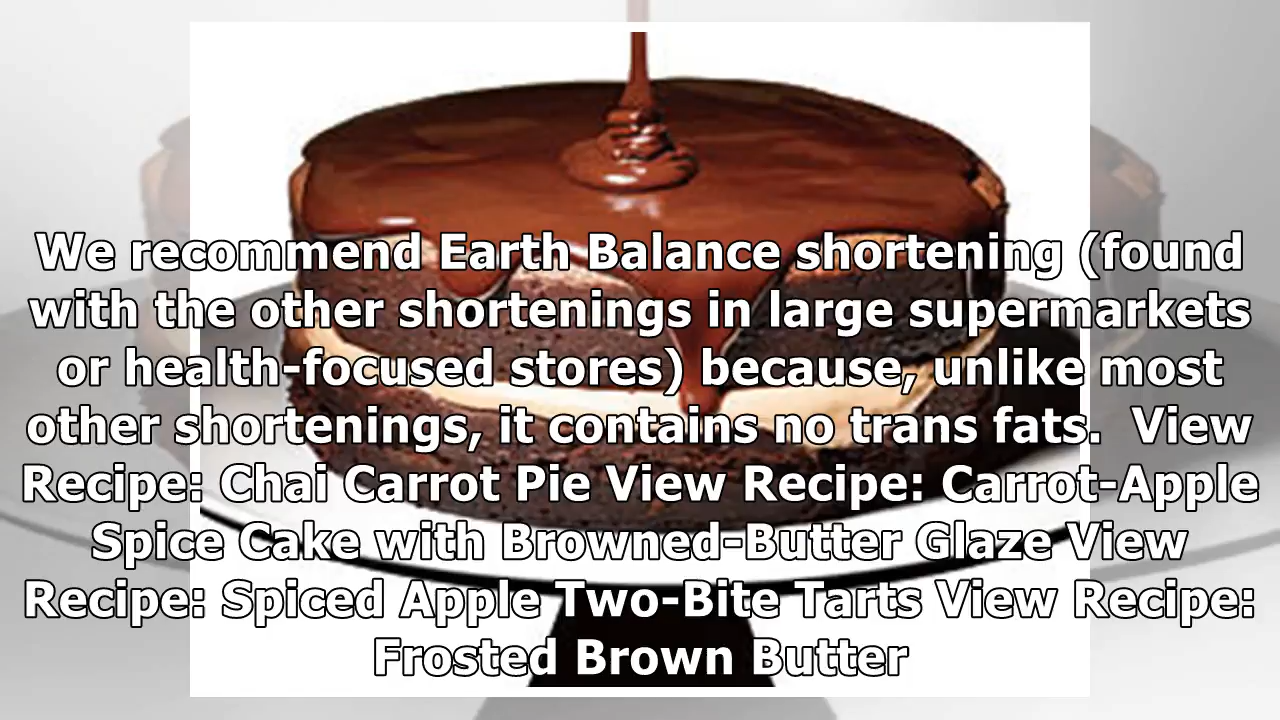 We recommend Earth Balance shortening (found
with the other shortenings in large supermarkets
or health-focused stores) because, unlike most
other shortenings, it contains no trans fats.  View
Recipe: Chai Carrot Pie View Recipe: Carrot-Apple
Spice Cake with Browned-Butter Glaze View
Recipe: Spiced Apple Two-Bite Tarts View Recipe:
Frosted Brown Butter